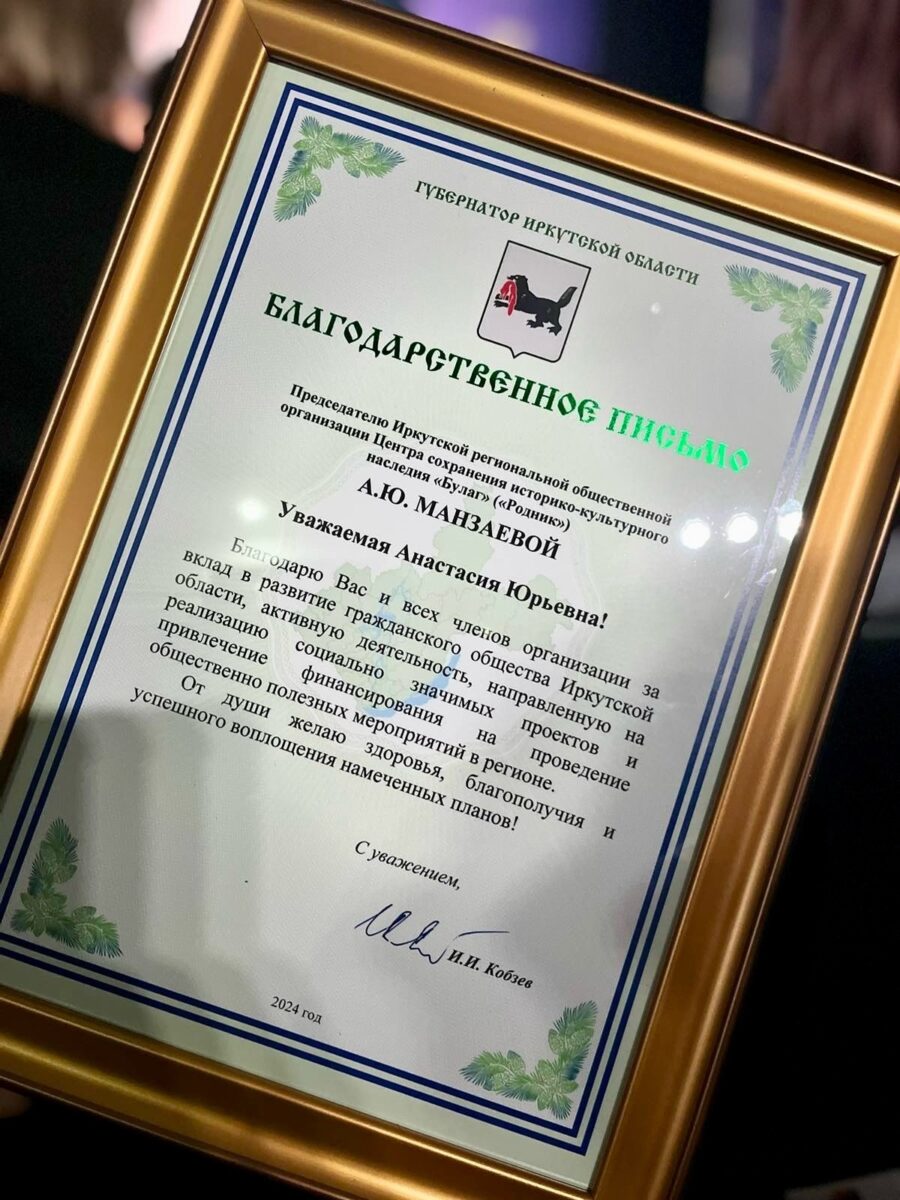 ГУБЕРНАТОР ИРКУТСКОЙ ОБЛАСТИ
БЛАГОДАРСТВЕННОЕ ПИСЬМО
Председателю Иркутской региональной общественной
организации Центра сохранения историко-культурного
наследия «Булаг» («Родник»)
А.Ю. МАНЗАЕВОЙ
Уважаемая Анастасия Юрьевна!
Благодарю Вас и всех членов организации за
вклад в развитие гражданского общества Иркутской
области, активную деятельность, направленную на
реализацию социально значимых проектов и
привлечение финансирования на проведение
общественно полезных мероприятий в регионе.
От души желаю здоровья, благополучия и
успешного воплощения намеченных планов!
С уважением,
И.И. Кобзев
2024 год